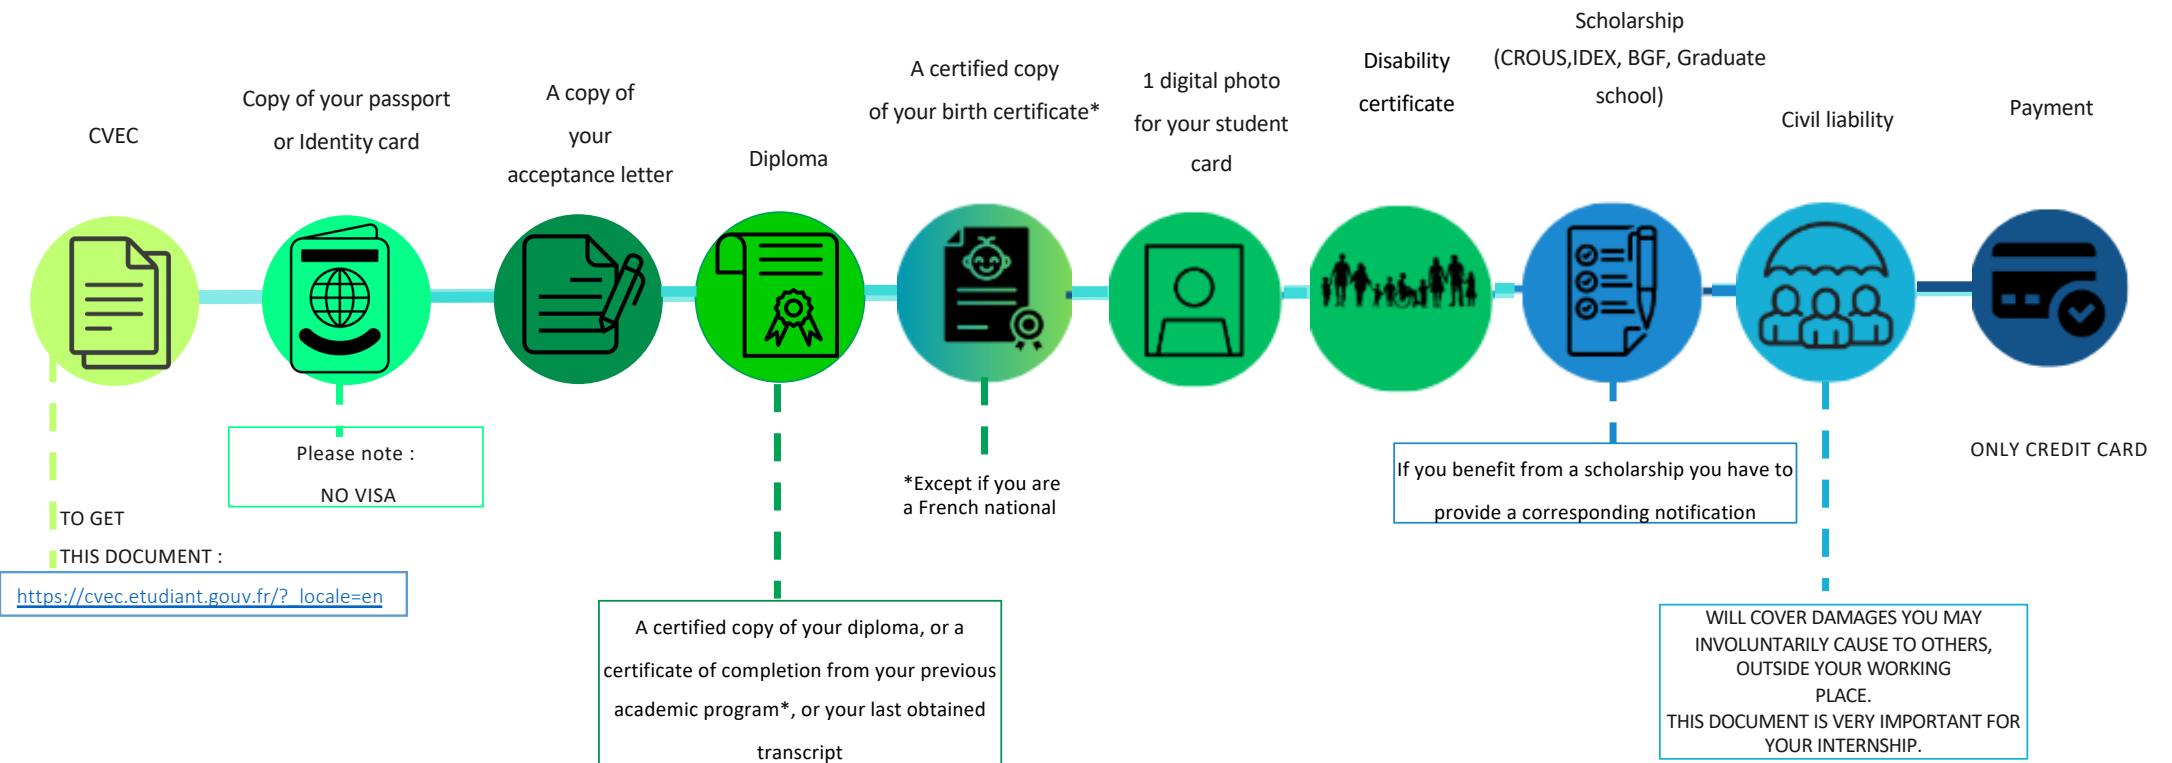 CVEC
Copy of your passport
or Identity card
A copy of
your
acceptance letter
Diploma
A certified copy
of your birth certificate*
1 digital photo
for your student
card
Disability
certificate
Scholarship
(CROUS,IDEX, BGF, Graduate
school)
Civil liability
Payment
TO GET
THIS DOCUMENT :
https://cvec.etudiant.gouv.fr/?_locale=en
Please note :
NO VISA
A certified copy of your diploma, or a
certificate of completion from your previous
academic program*, or your last obtained
transcript
*Except if you are
a French national
If you benefit from a scholarship you have to
provide a corresponding notification
WILL COVER DAMAGES YOU MAY
INVOLUNTARILY CAUSE TO OTHERS,
OUTSIDE YOUR WORKING
PLACE.
THIS DOCUMENT IS VERY IMPORTANT FOR
YOUR INTERNSHIP.
ONLY CREDIT CARD